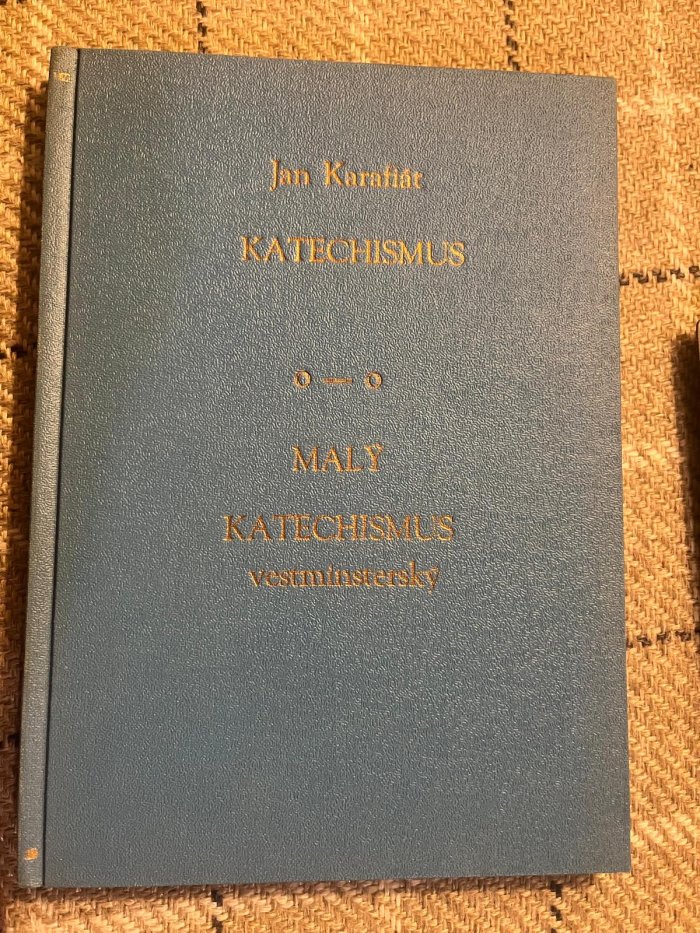 Jan Karafiát
KATECHISMUS
o — o
MALÝ
KATECHISMUS
vestminsterský